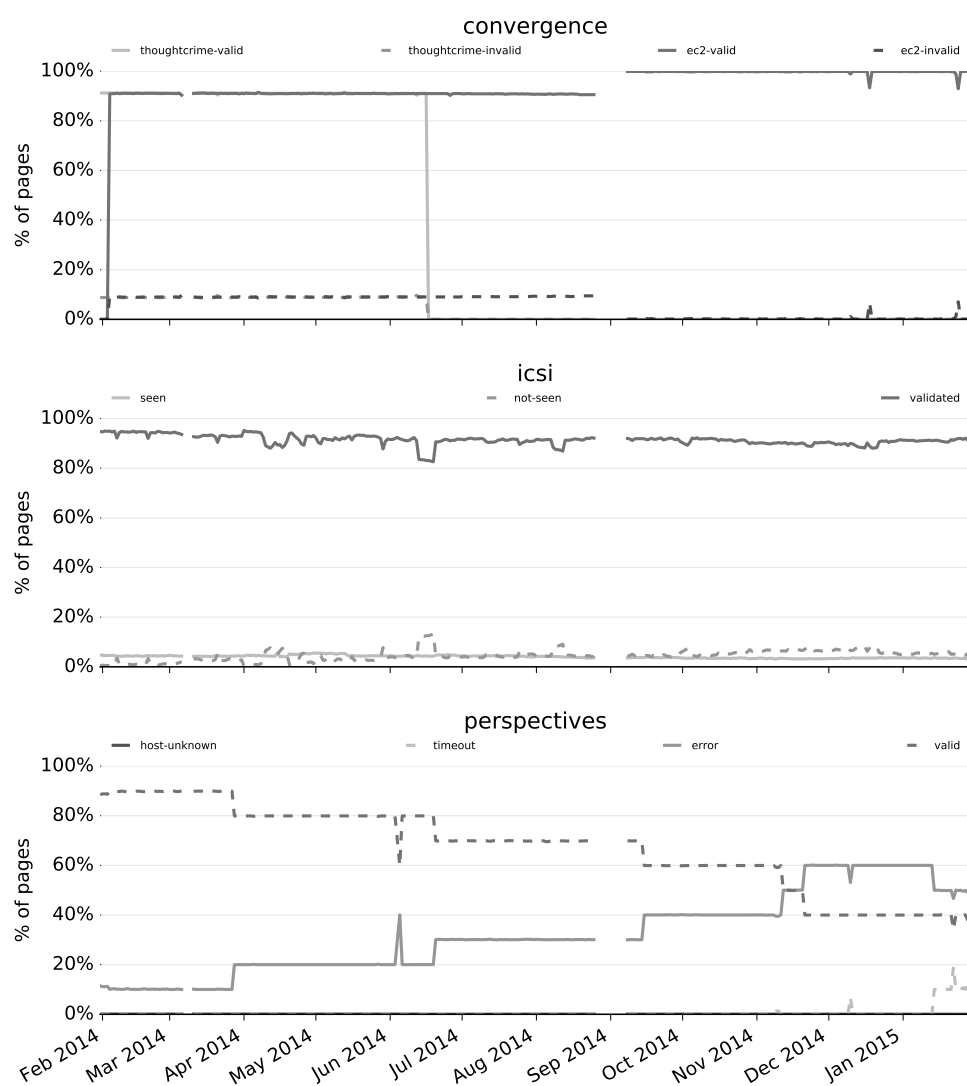 convergence
thoughtcrime-valid thoughtcrime-invalid ec2-valid ec2-invalid
100%
80%
60%
40%
20%
0%
% of pages
icsi
seen not-seen validated
100%
80%
60%
40%
20%
0%
% of pages
perspectives
host-unknown timeout error valid
100%
80%
60%
40%
20%
0%
% of pages
Feb 2014 Mar 2014 Apr 2014 May 2014 Jun 2014 Jul 2014 Aug 2014 Sep 2014 Oct 2014 Nov 2014 Dec 2014 Jan 2015